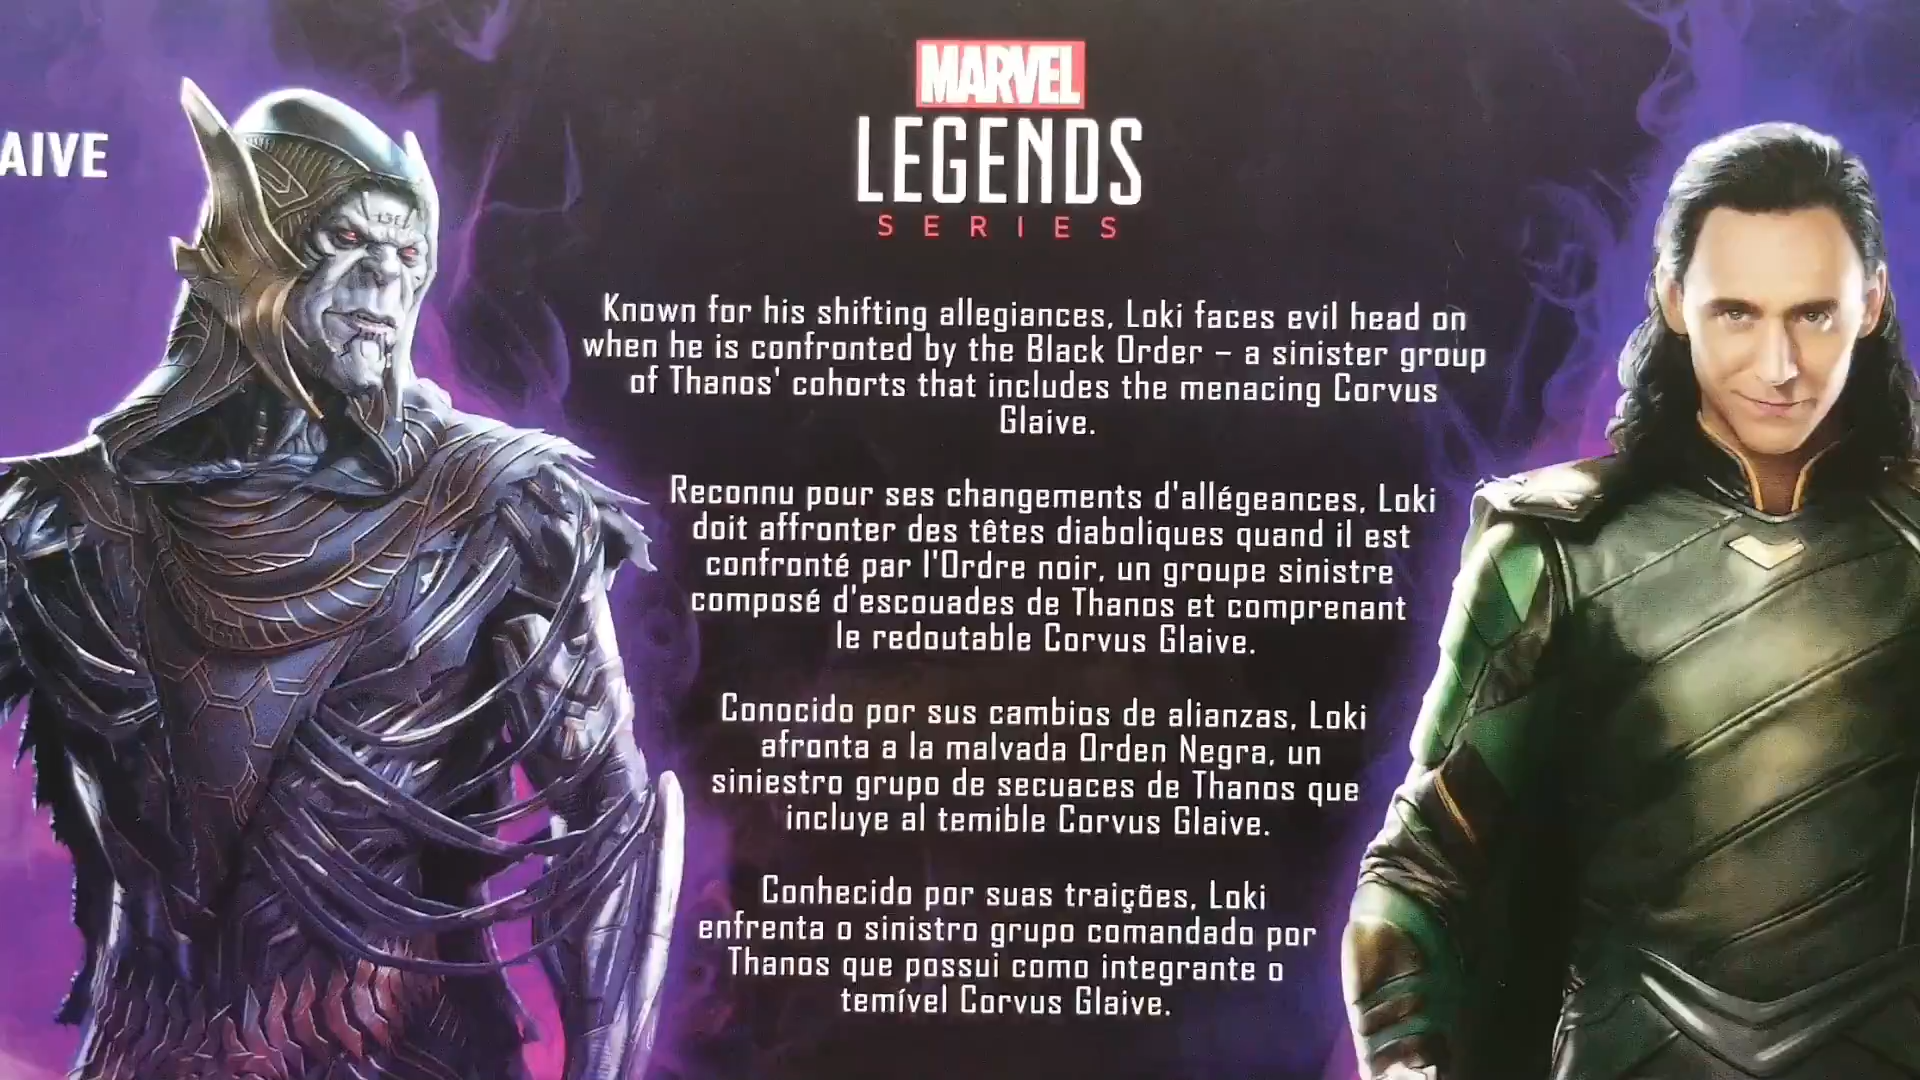 AIVE
MARVEL
LEGENDS
SERIES
Known for his shifting allegiances, Loki faces evil head on
when he is confronted by the Black Order – a sinister group
of Thanos' cohorts that includes the menacing Corvus
Glaive.
Reconnu pour ses changements d'allégeances, Loki
doit affronter des têtes diaboliques quand il est
confronté par l'Ordre noir, un groupe sinistre
composé d'escouades de Thanos et comprenant
le redoutable Corvus Glaive.
Conocido por sus cambios de alianzas, Loki
afronta a la malvada Orden Negra, un
siniestro grupo de secuaces de Thanos que
incluye al temible Corvus Glaive.
Conhecido por suas traições, Loki
enfrenta o sinistro grupo comandado por
Thanos que possui como integrante o
temível Corvus Glaive.